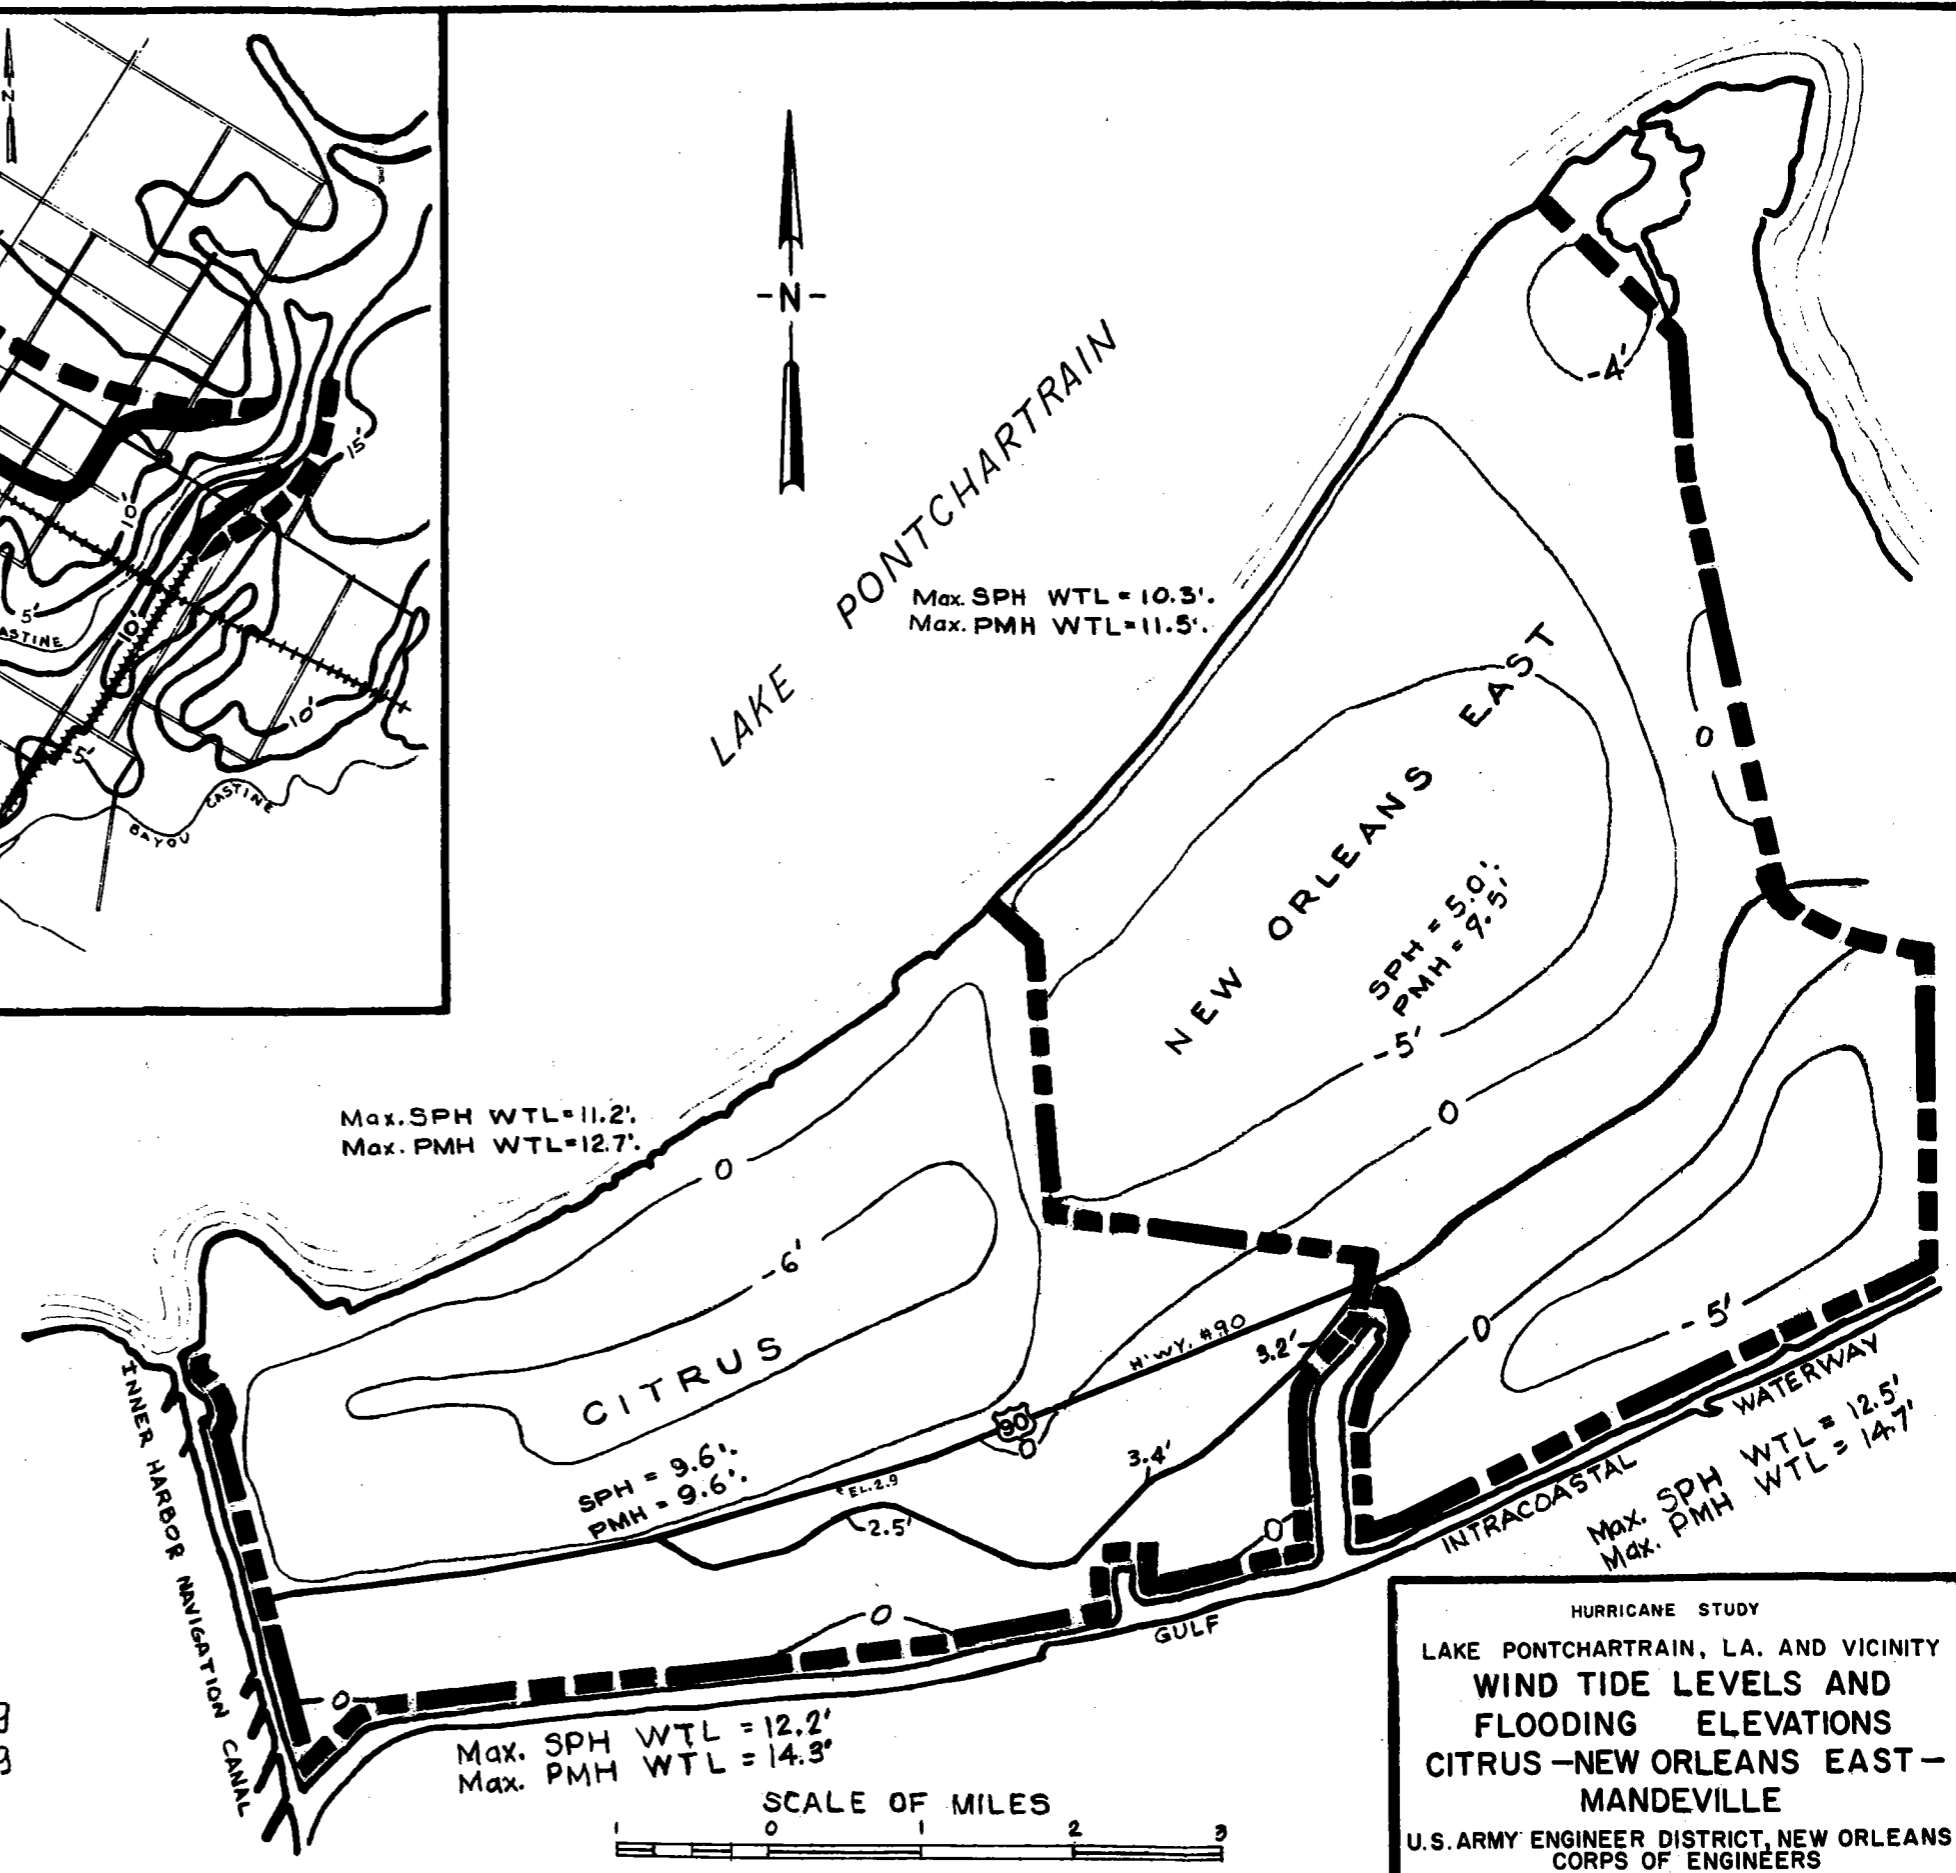 N
10'
15'
5'
ASTINE
10'
10'
5'
BAYOU
CASTINE
-N-
LAKE PONTCHARTRAIN
Max. SPH WTL = 10.3'.
Max. PMH WTL = 11.5'.
-4'
0
NEW ORLEANS EAST
SPH = 5.0'.
PMH = 9.5'
-5'
0
Max. SPH WTL = 11.2'.
Max. PMH WTL = 12.7'.
0
-6'
CITRUS
SPH = 9.6'.
PMH = 9.6'.
H'WY. #90
90
0
3.2'
3.4'
EL. 2.9
2.5'
0
0
0
0
-5'
INNER HARBOR NAVIGATION CANAL
GULF INTRACOASTAL WATERWAY
Max. SPH WTL = 12.5'
Max. PMH WTL = 14.7'
Max. SPH WTL = 12.2'
Max. PMH WTL = 14.3'
SCALE OF MILES
1 0 1 2 3
HURRICANE STUDY
LAKE PONTCHARTRAIN, LA. AND VICINITY
WIND TIDE LEVELS AND
FLOODING ELEVATIONS
CITRUS - NEW ORLEANS EAST -
MANDEVILLE
U.S. ARMY ENGINEER DISTRICT, NEW ORLEANS
CORPS OF ENGINEERS